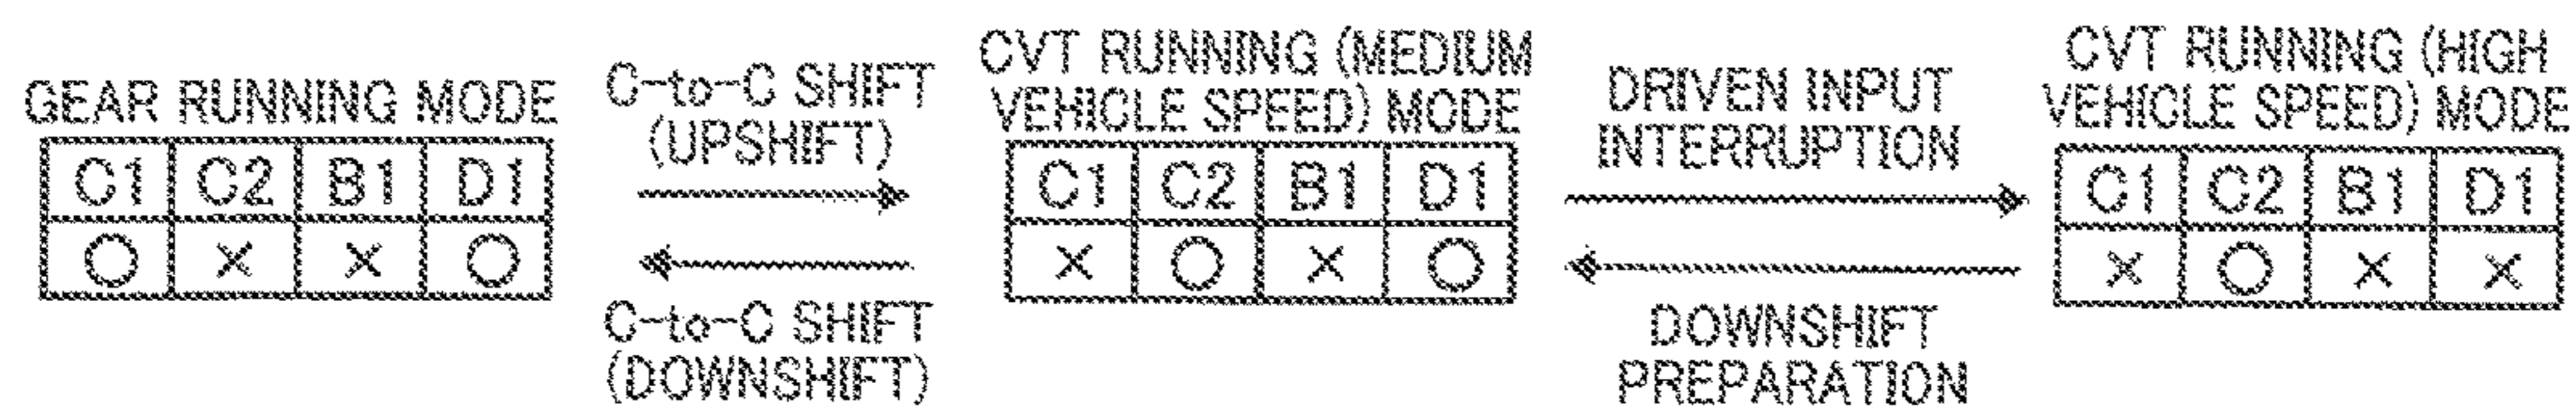 GEAR RUNNING MODE
C1 C2 B1 D1
○ × × ○
C-to-C SHIFT
(UPSHIFT)
C-to-C SHIFT
(DOWNSHIFT)
CVT RUNNING (MEDIUM
VEHICLE SPEED) MODE
C1 C2 B1 D1
× ○ × ○
DRIVEN INPUT
INTERRUPTION
DOWNSHIFT
PREPARATION
CVT RUNNING (HIGH
VEHICLE SPEED) MODE
C1 C2 B1 D1
× ○ × ×